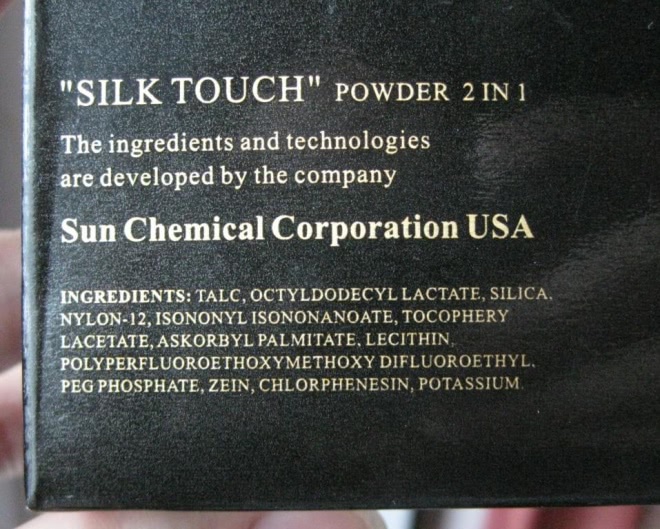 "SILK TOUCH" POWDER 2 IN 1
The ingredients and technologies
are developed by the company
Sun Chemical Corporation USA
INGREDIENTS: TALC, OCTYLDODECYL LACTATE, SILICA,
NYLON-12, ISONONYL ISONONANOATE, TOCOPHERY
LACETATE, ASKORBYL PALMITATE, LECITHIN,
POLYPERFLUOROETHOXYMETHOXY DIFLUOROETHYL,
PEG PHOSPHATE, ZEIN, CHLORPHENESIN, POTASSIUM.